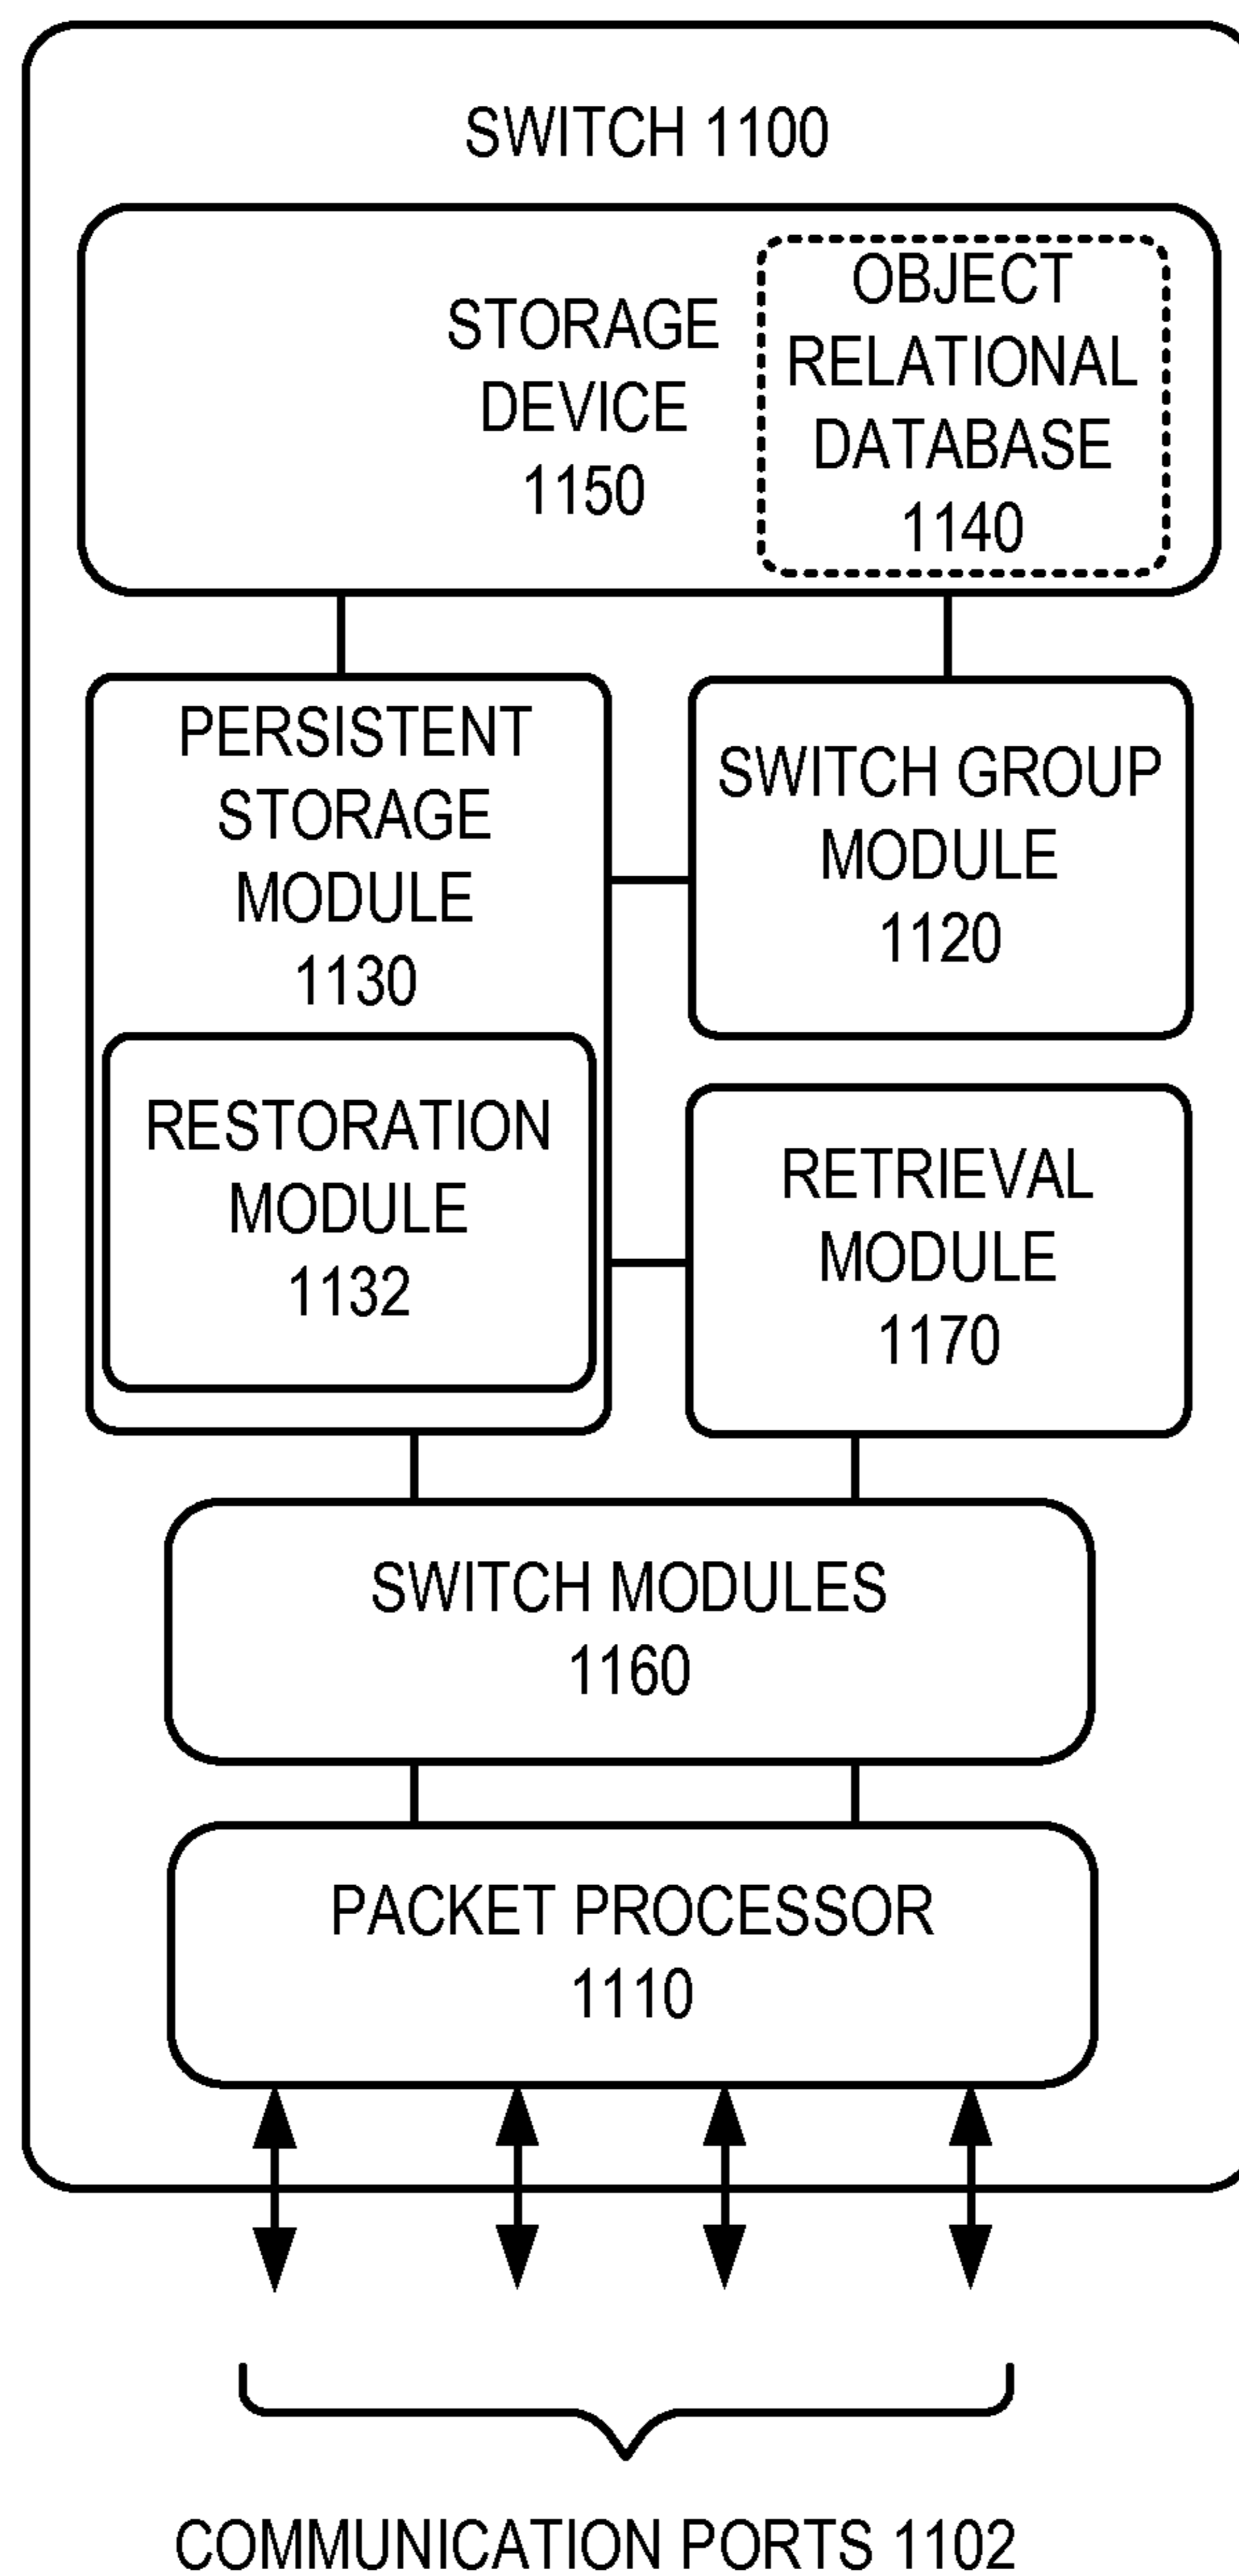 SWITCH 1100
STORAGE
DEVICE
1150
OBJECT
RELATIONAL
DATABASE
1140
PERSISTENT
STORAGE
MODULE
1130
SWITCH GROUP
MODULE
1120
RESTORATION
MODULE
1132
RETRIEVAL
MODULE
1170
SWITCH MODULES
1160
PACKET PROCESSOR
1110
COMMUNICATION PORTS 1102